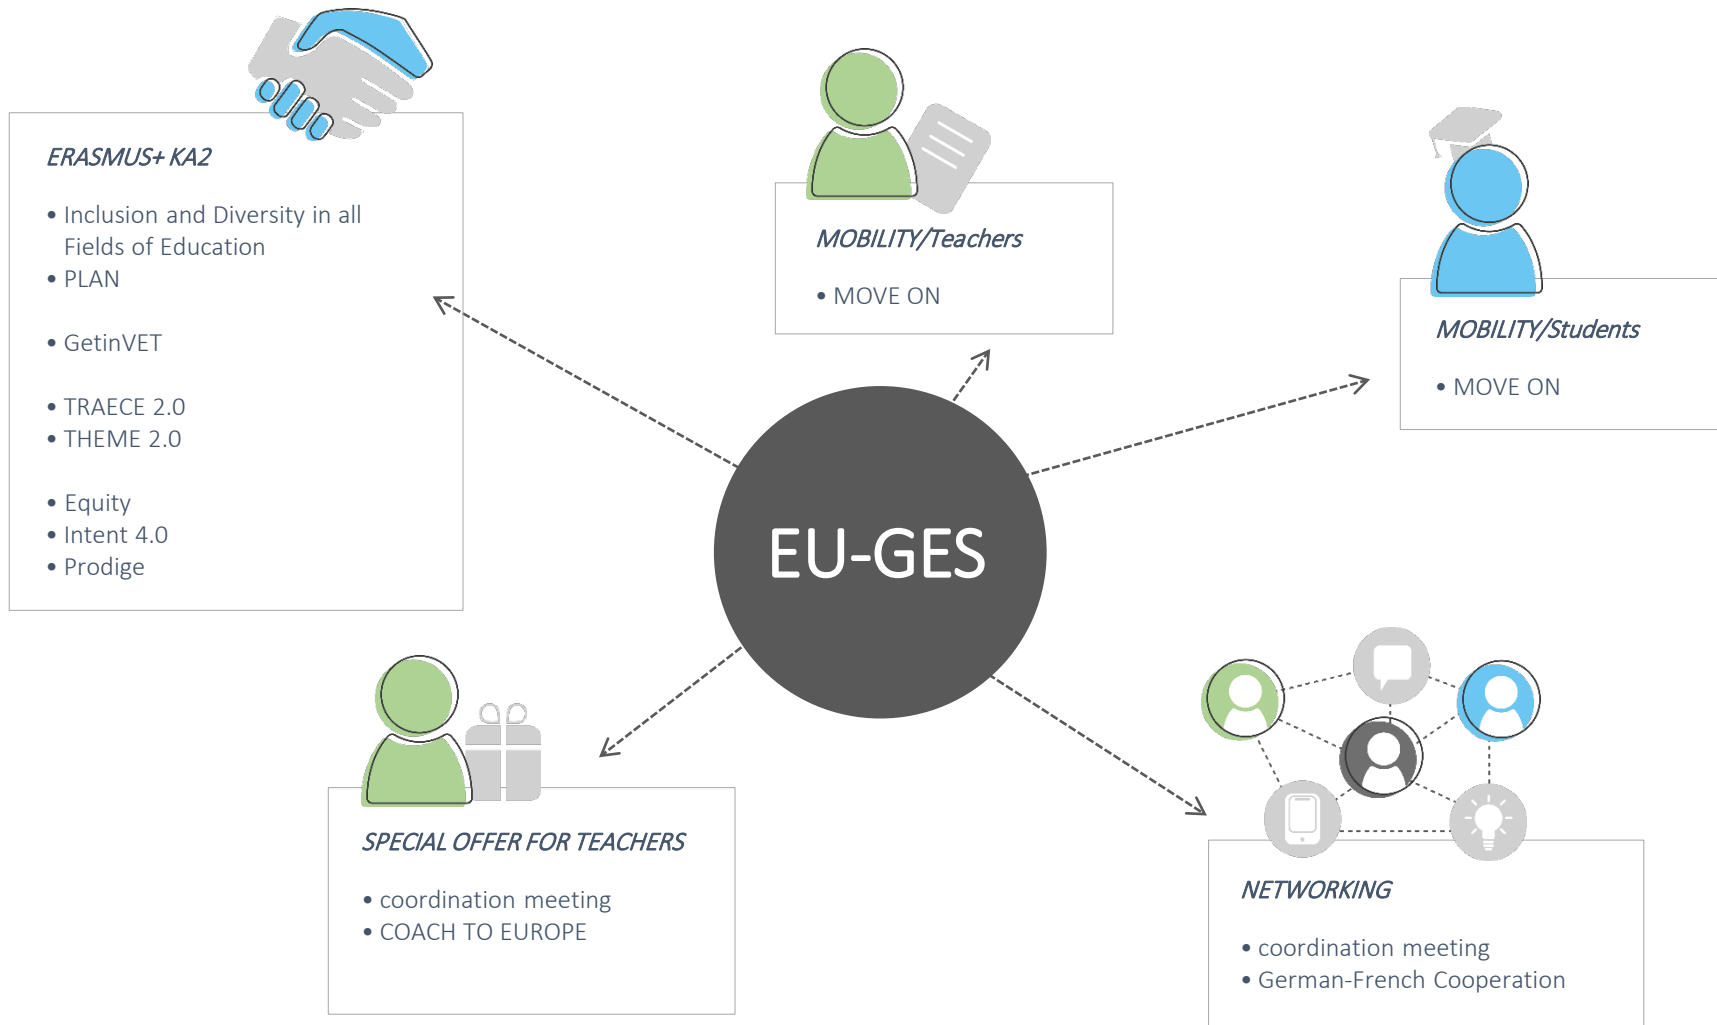 ERASMUS+ KA2
• Inclusion and Diversity in all
Fields of Education
• PLAN
• GetinVET
• TRAECE 2.0
• THEME 2.0
• Equity
• Intent 4.0
• Prodige
MOBILITY/Teachers
• MOVE ON
MOBILITY/Students
• MOVE ON
EU-GES
SPECIAL OFFER FOR TEACHERS
• coordination meeting
• COACH TO EUROPE
NETWORKING
• coordination meeting
• German-French Cooperation